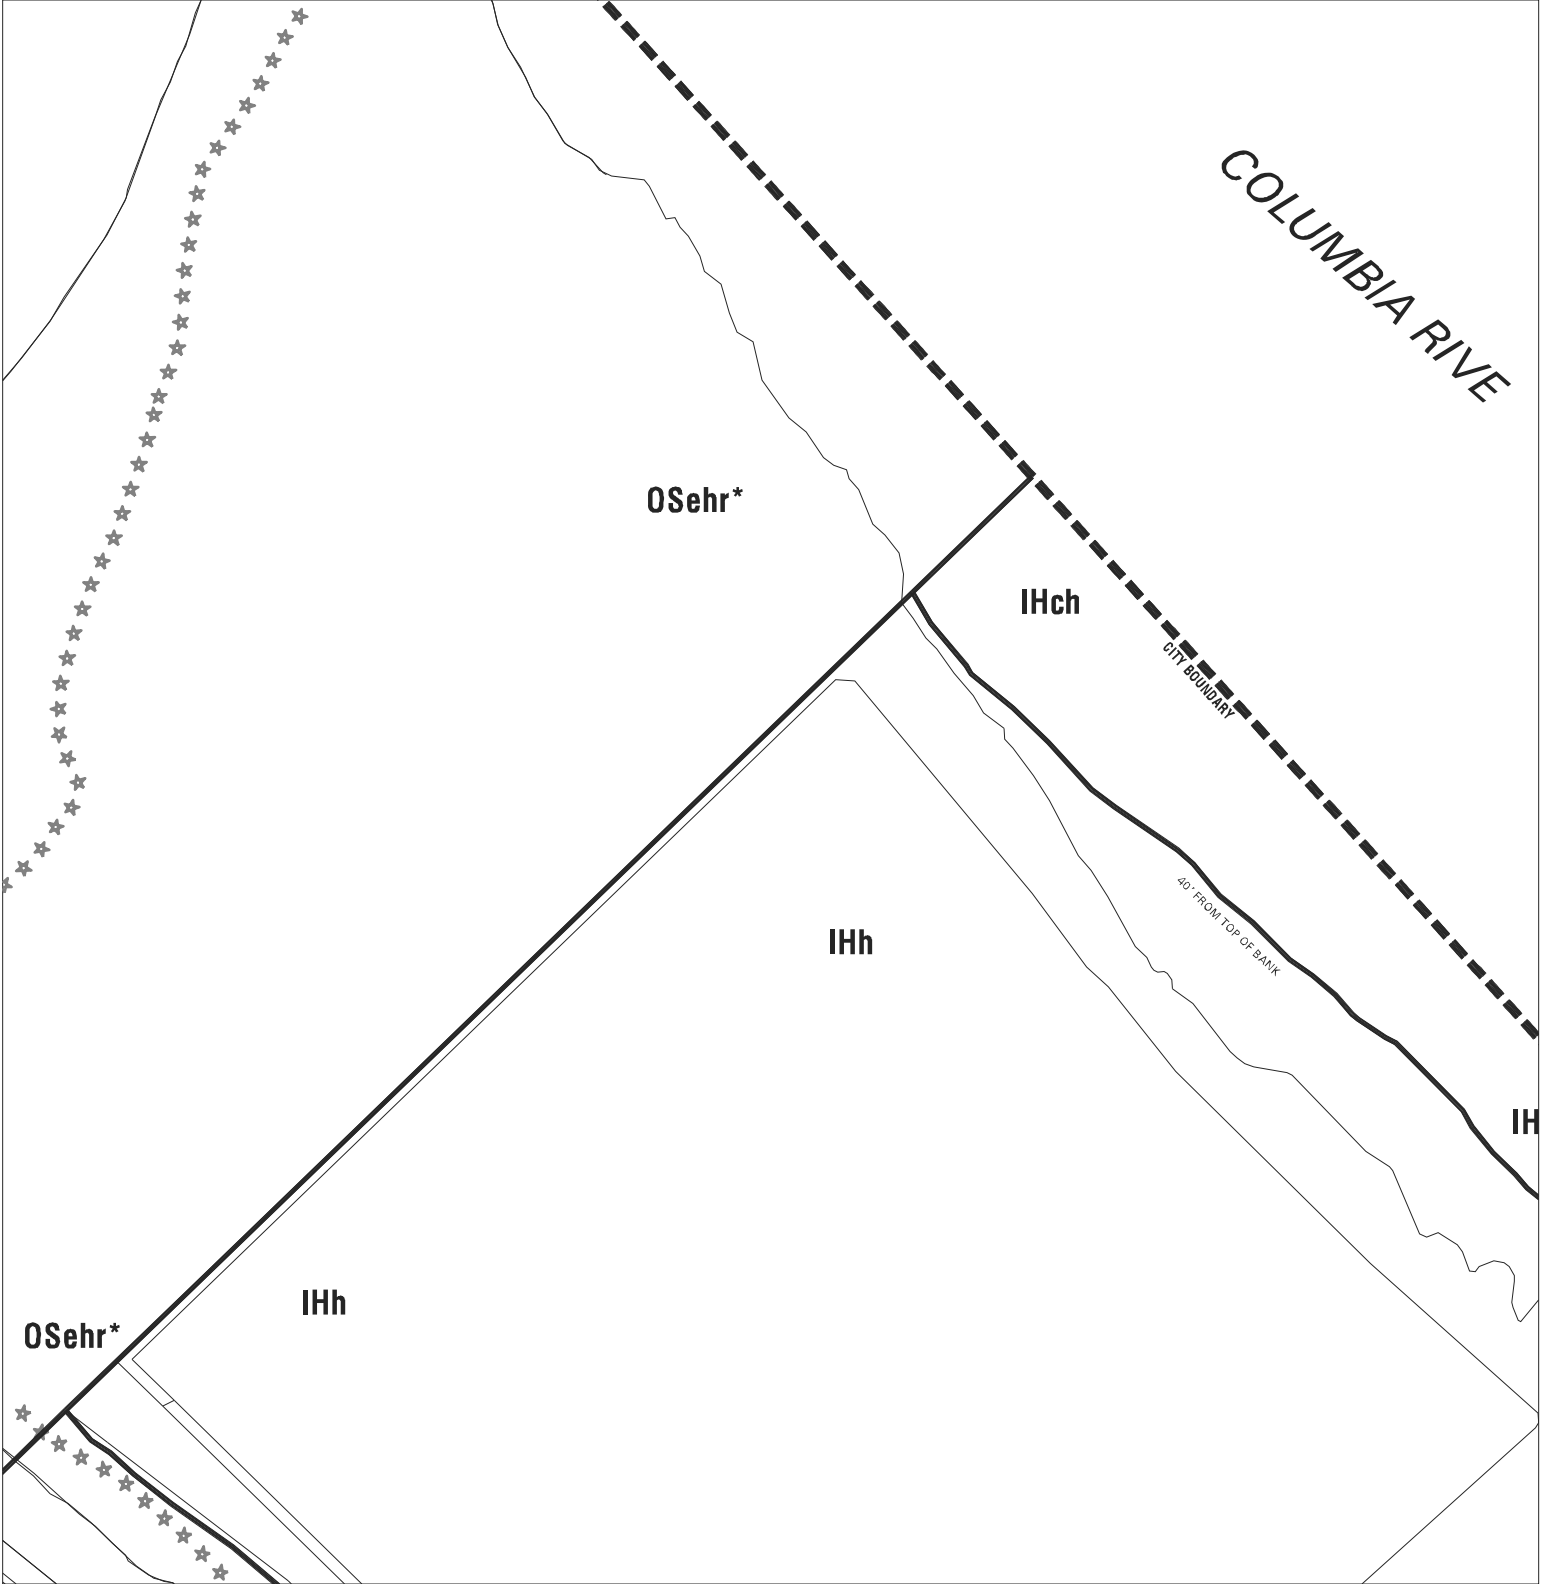 COLUMBIA RIVE
OSehr*
IHch
CITY BOUNDARY
40' FROM TOP OF BANK
IHh
IH
IHh
OSehr*